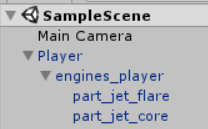 SampleScene
Main Camera
Player
engines_player
part_jet_flare
part_jet_core